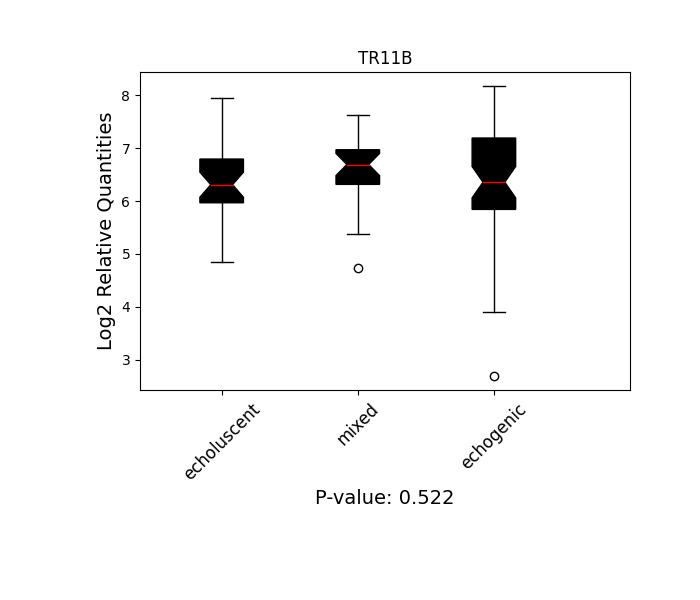 TR11B
Log2 Relative Quantities
8
7
6
5
4
3
echoluscent
mixed
echogenic
P-value: 0.522